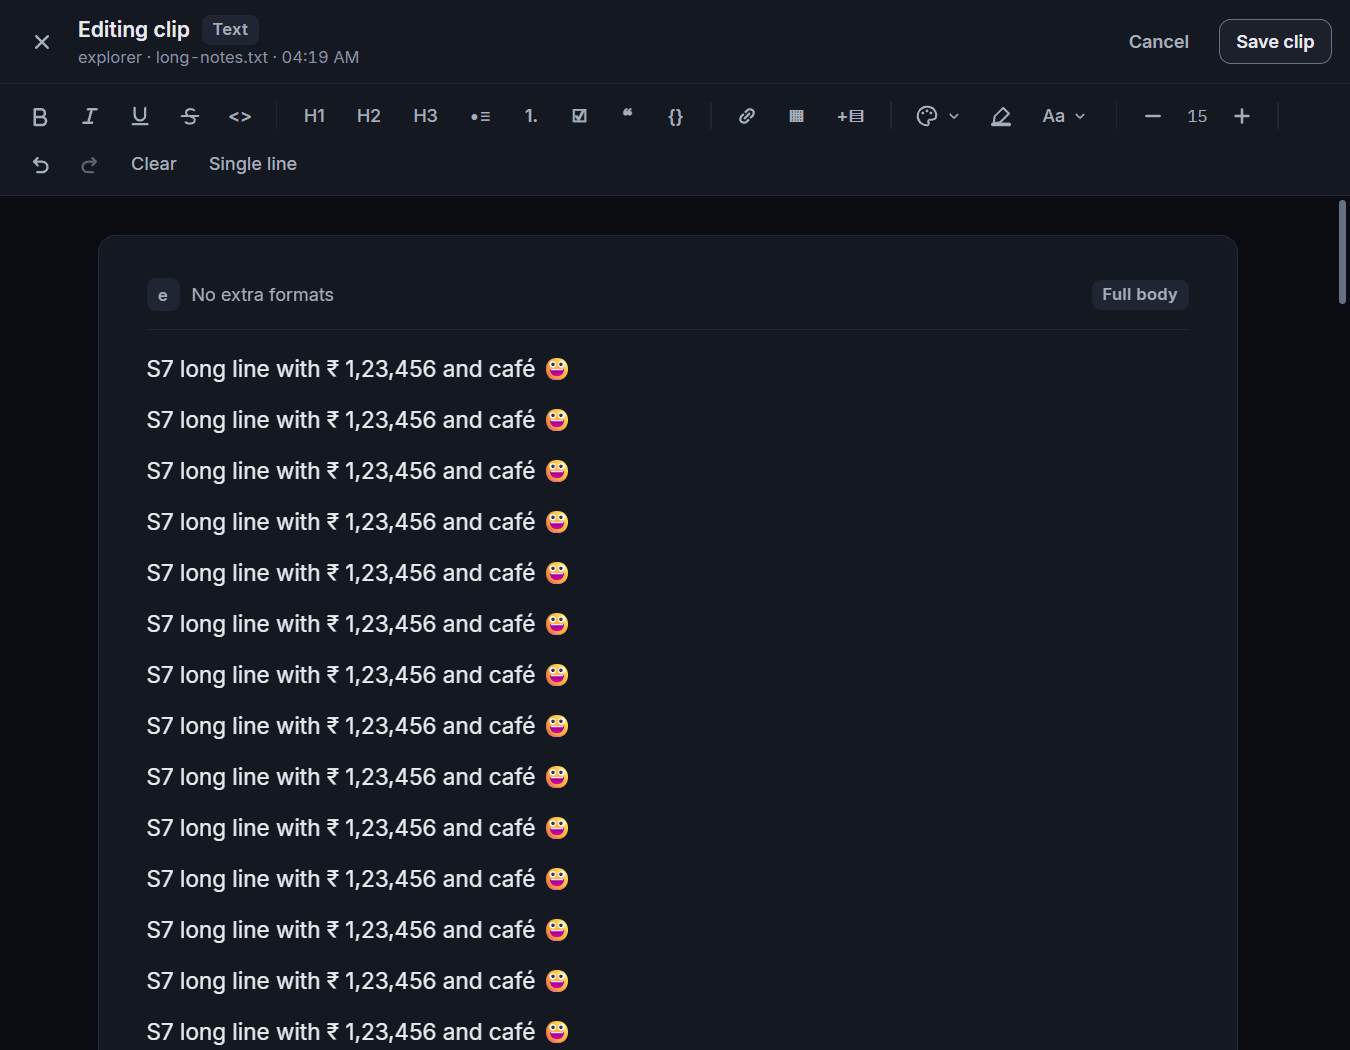 Editing clip Text
explorer · long-notes.txt · 04:19 AM
Cancel
Save clip
B I U S <> H1 H2 H3 1. ❝ {} Aa − 15 +
Clear Single line
e No extra formats Full body
S7 long line with ₹ 1,23,456 and café 😀
S7 long line with ₹ 1,23,456 and café 😀
S7 long line with ₹ 1,23,456 and café 😀
S7 long line with ₹ 1,23,456 and café 😀
S7 long line with ₹ 1,23,456 and café 😀
S7 long line with ₹ 1,23,456 and café 😀
S7 long line with ₹ 1,23,456 and café 😀
S7 long line with ₹ 1,23,456 and café 😀
S7 long line with ₹ 1,23,456 and café 😀
S7 long line with ₹ 1,23,456 and café 😀
S7 long line with ₹ 1,23,456 and café 😀
S7 long line with ₹ 1,23,456 and café 😀
S7 long line with ₹ 1,23,456 and café 😀
S7 long line with ₹ 1,23,456 and café 😀